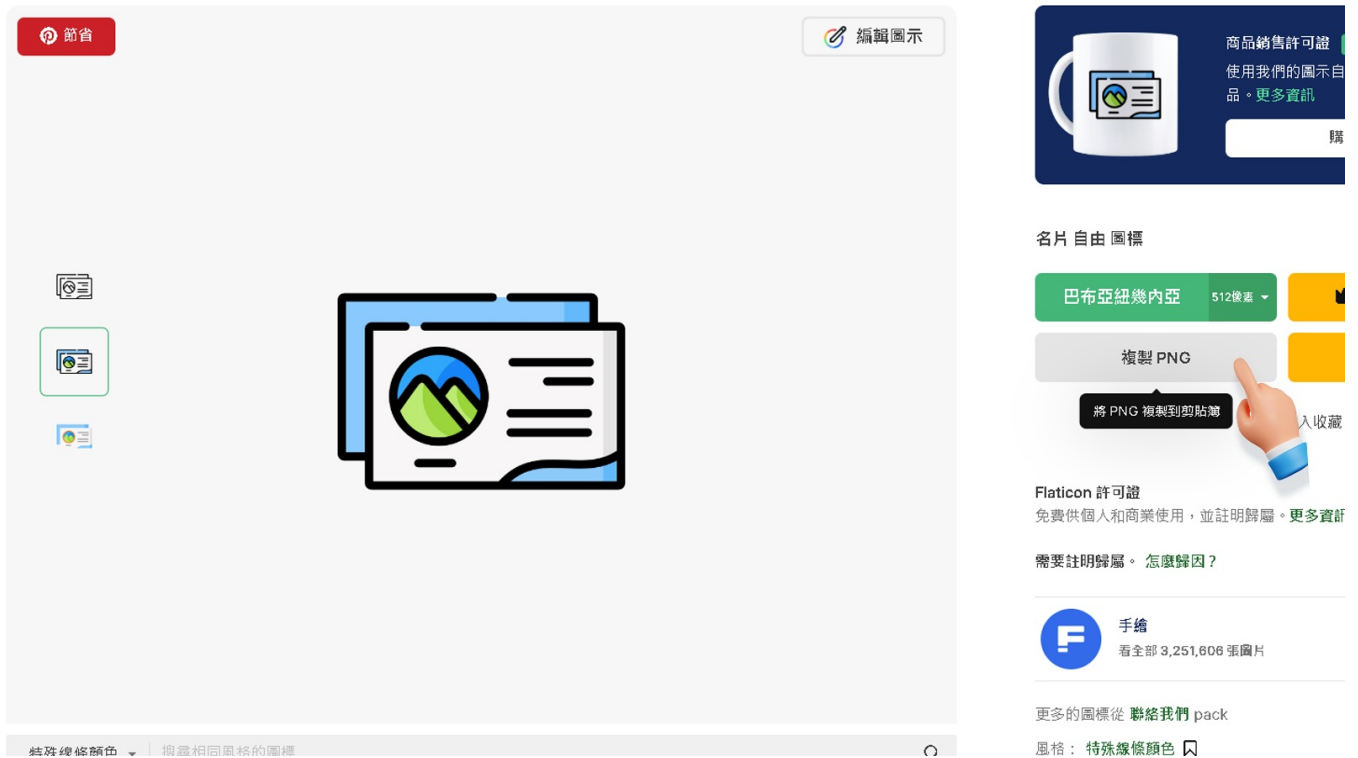 節省
編輯圖示
商品銷售許可證
使用我們的圖示自
品。更多資訊
購
名片 自由 圖標
巴布亞紐幾內亞
512像素
複製 PNG
將 PNG 複製到剪貼簿
入收藏
Flaticon 許可證
免費供個人和商業使用，並註明歸屬。更多資訊
需要註明歸屬。 怎麼歸因？
手繪
看全部 3,251,606 張圖片
更多的圖標從 聯絡我們 pack
風格： 特殊線條顏色
特殊線條顏色
搜尋相同風格的圖標